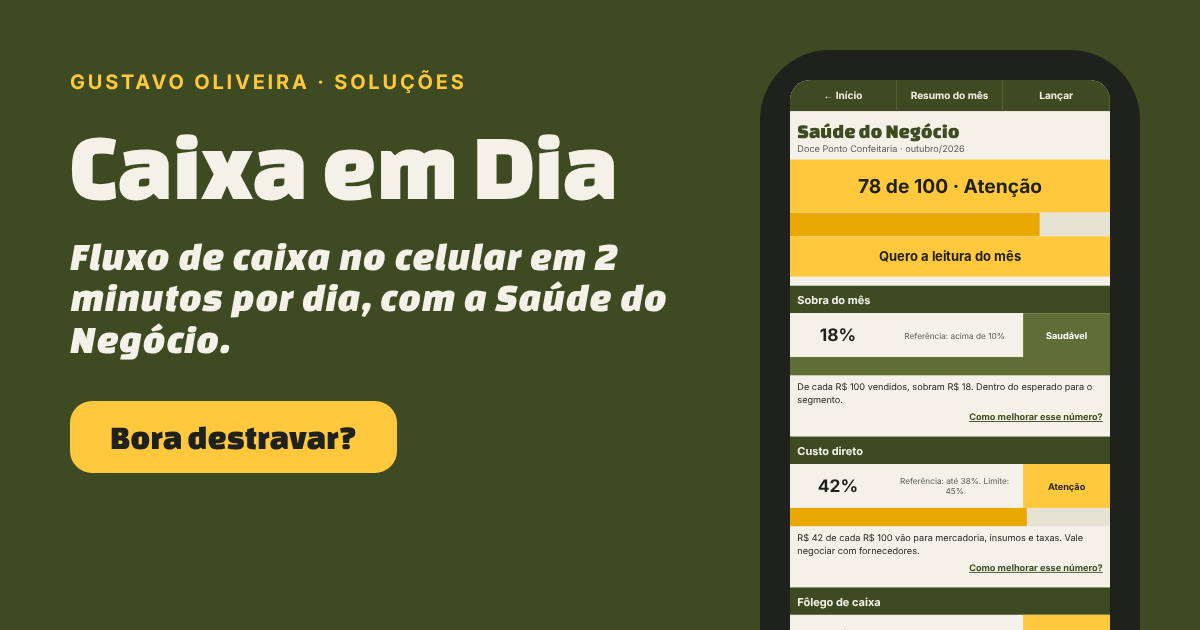 GUSTAVO OLIVEIRA · SOLUÇÕES
Caixa em Dia
Fluxo de caixa no celular em 2
minutos por dia, com a Saúde do
Negócio.
Bora destravar?
← Início
Resumo do mês
Lançar
Saúde do Negócio
Doce Ponto Confeitaria · outubro/2026
78 de 100 · Atenção
Quero a leitura do mês
Sobra do mês
18%
Referência: acima de 10%
Saudável
De cada R$ 100 vendidos, sobram R$ 18. Dentro do esperado para o
segmento.
Como melhorar esse número?
Custo direto
42%
Referência: até 38%. Limite:
45%
Atenção
R$ 42 de cada R$ 100 vão para mercadoria, insumos e taxas. Vale
negociar com fornecedores.
Como melhorar esse número?
Fôlego de caixa